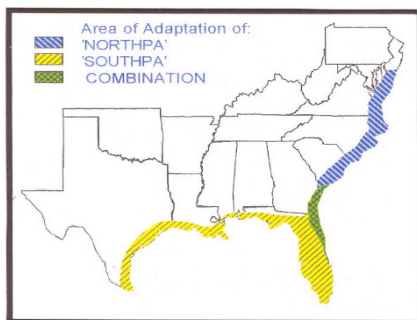 Area of Adaptation of:
'NORTHPA'
'SOUTHPA'
COMBINATION